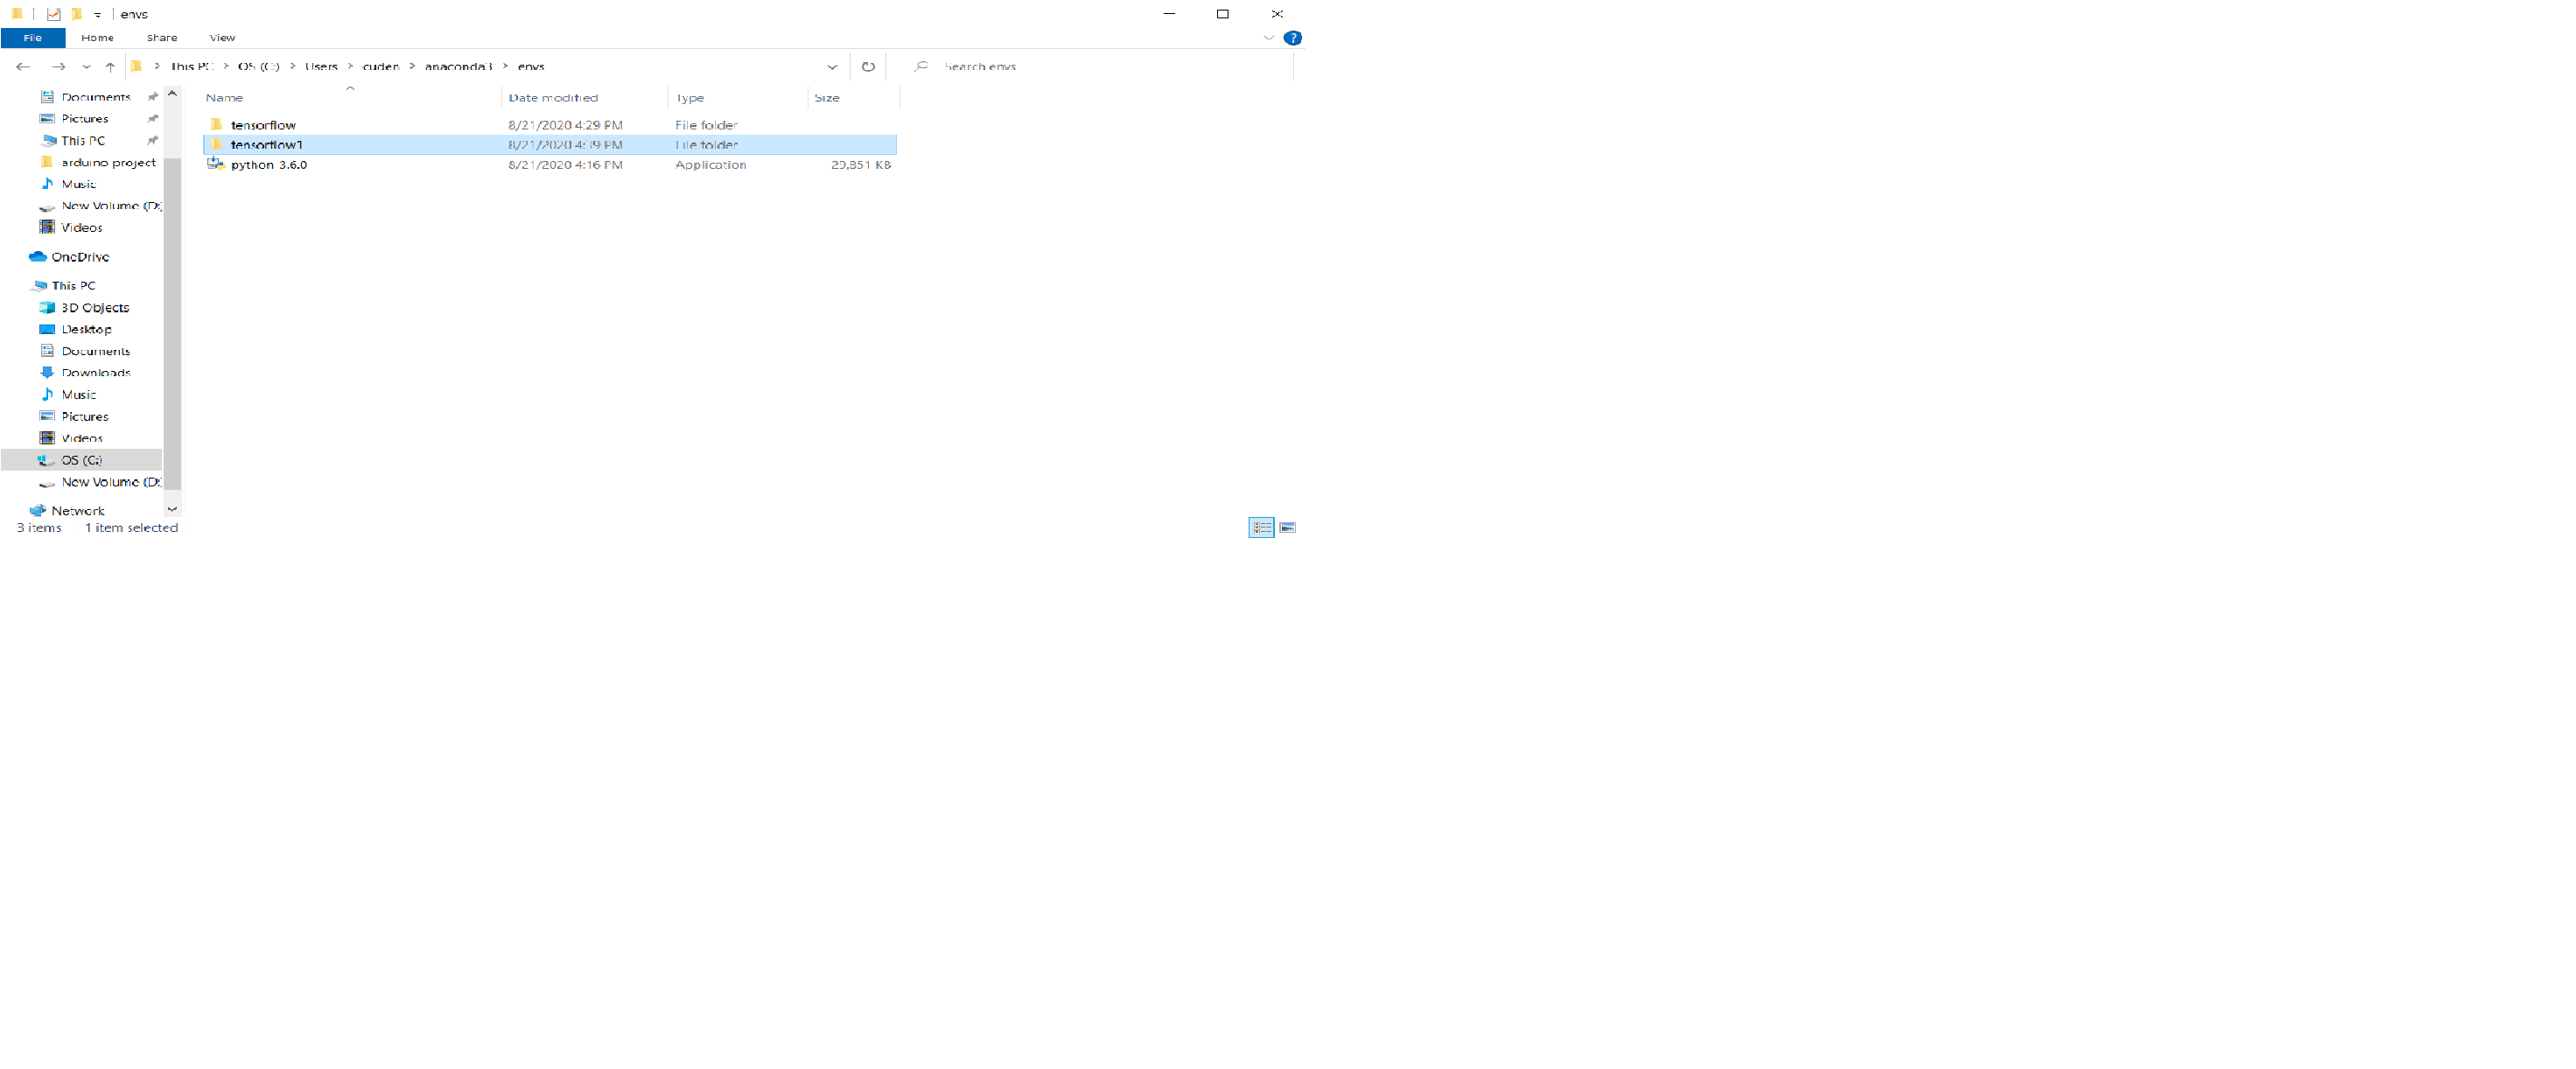 envs
File Home Share View
This PC > OS (C:) > Users > cuden > anaconda3 > envs
Search envs
Documents
Pictures
This PC
arduino project
Music
New Volume (D:)
Videos
OneDrive
This PC
3D Objects
Desktop
Documents
Downloads
Music
Pictures
Videos
OS (C:)
New Volume (D:)
Network
Name Date modified Type Size
tensorflow 8/21/2020 4:29 PM File folder
tensorflow1 8/21/2020 4:39 PM File folder
python-3.6.0 8/21/2020 4:16 PM Application 29,851 KB
3 items 1 item selected